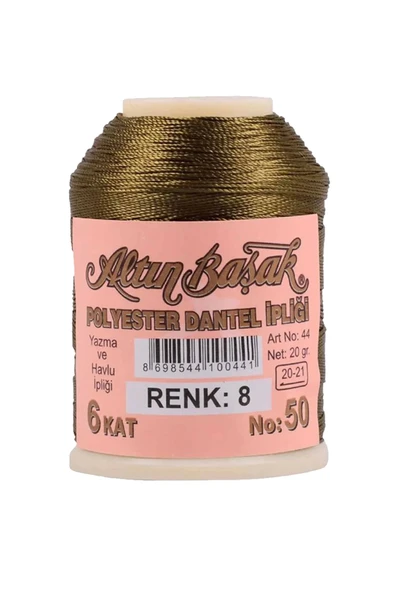 Altın Başak
POLYESTER DANTEL İPLİĞİ
Yazma
ve
Havlu
İpliği
8 698544 100441
Art No: 44
Net: 20 gr.
20-21
RENK: 8
6 KAT
No: 50